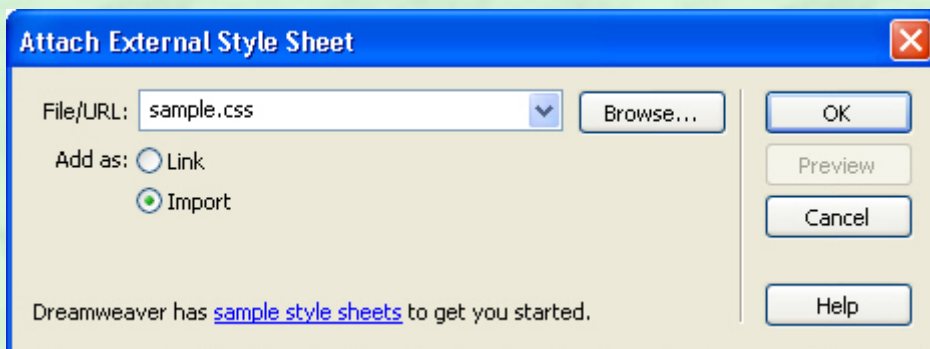 Attach External Style Sheet
File/URL: sample.css Browse... OK
Add as: Link Preview
Import Cancel
Dreamweaver has sample style sheets to get you started. Help